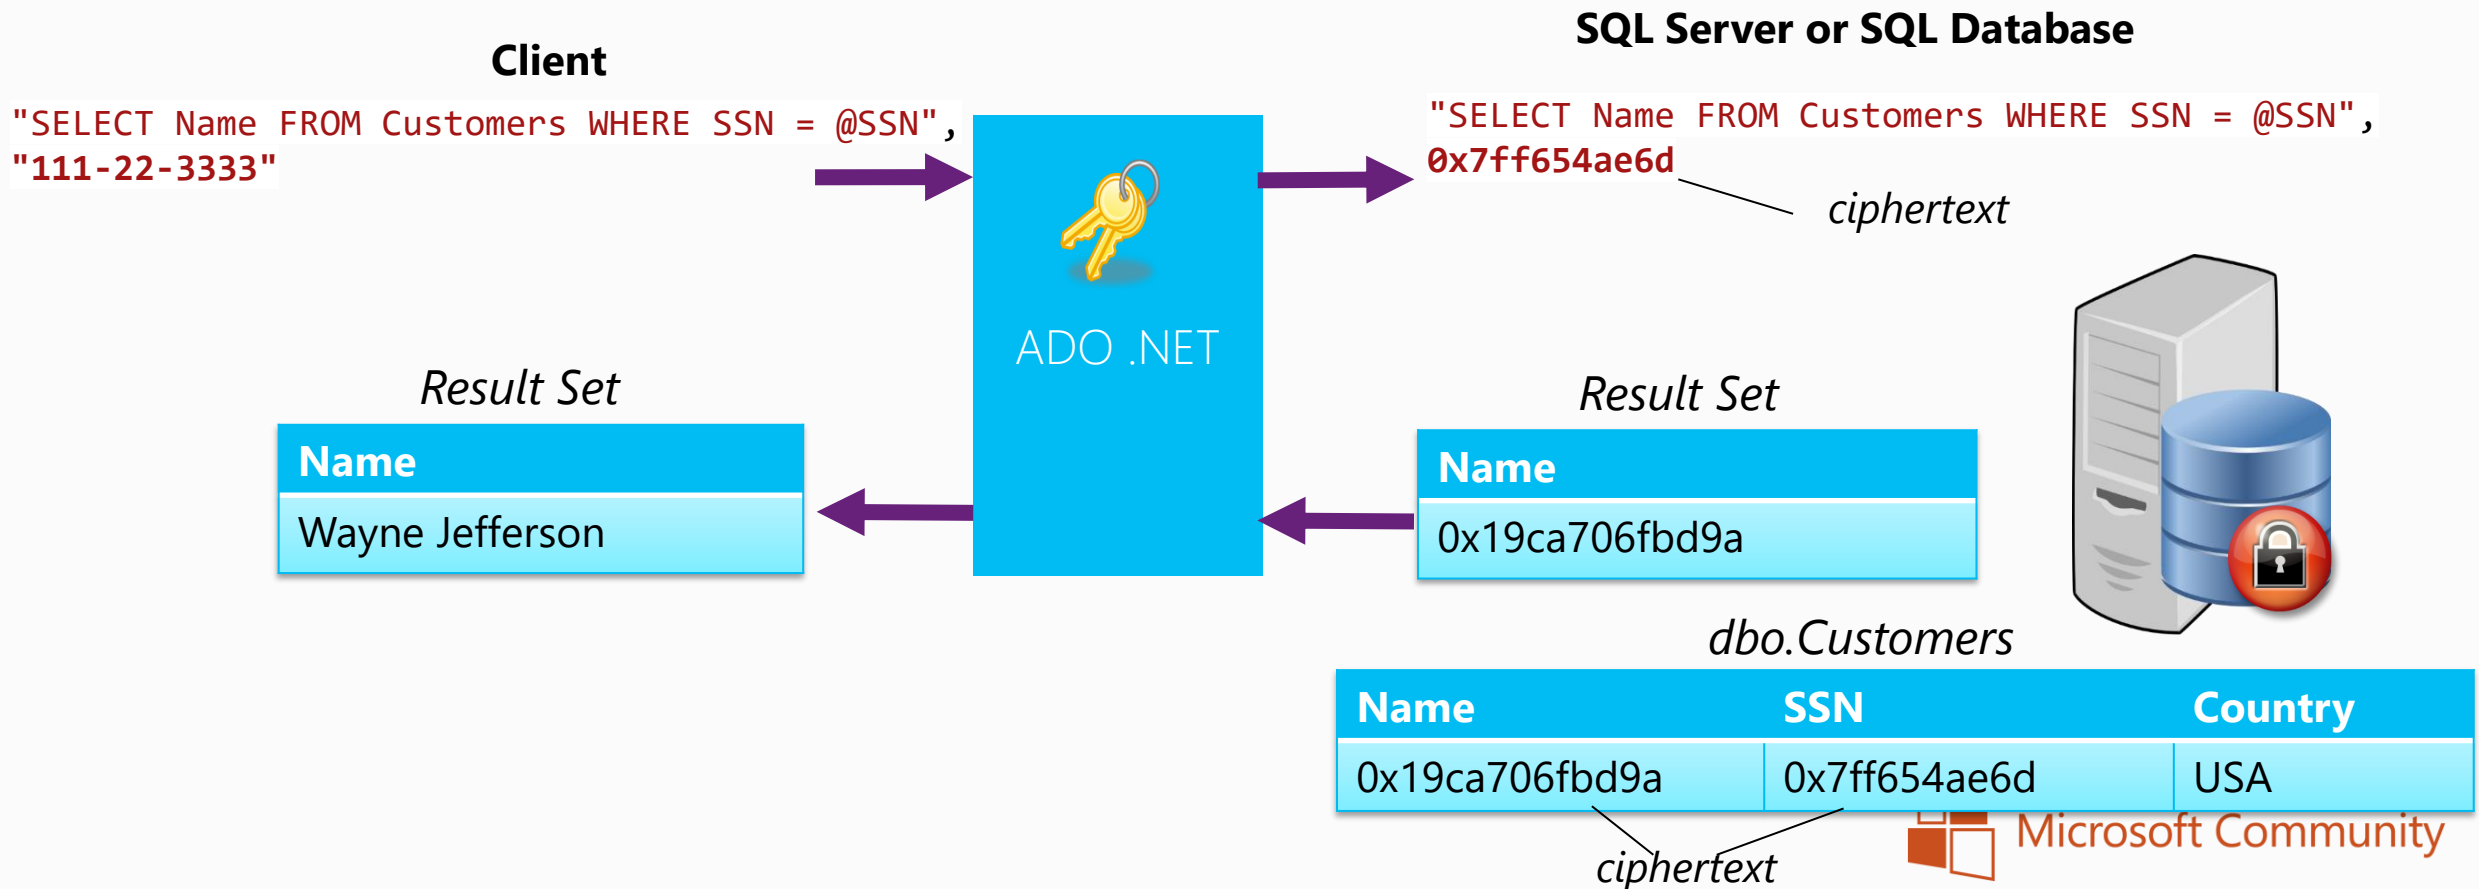 Client
SQL Server or SQL Database
"SELECT Name FROM Customers WHERE SSN = @SSN",
"111-22-3333"
"SELECT Name FROM Customers WHERE SSN = @SSN",
0x7ff654ae6d
ciphertext
ADO .NET
Result Set
Name
Wayne Jefferson
Result Set
Name
0x19ca706fbd9a
dbo.Customers
Name SSN Country
0x19ca706fbd9a 0x7ff654ae6d USA
ciphertext
Microsoft Community